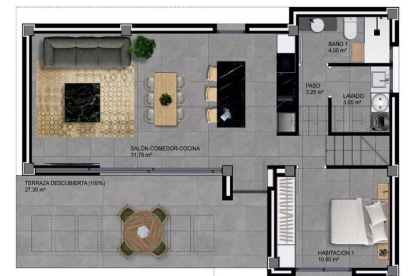 BAÑO 1
4.05 m²
PASO
3.25 m²
LAVADO
3.05 m²
SALÓN-COMEDOR-COCINA
31.75 m²
TERRAZA DESCUBIERTA (100%)
27.30 m²
HABITACIÓN 1
10.60 m²